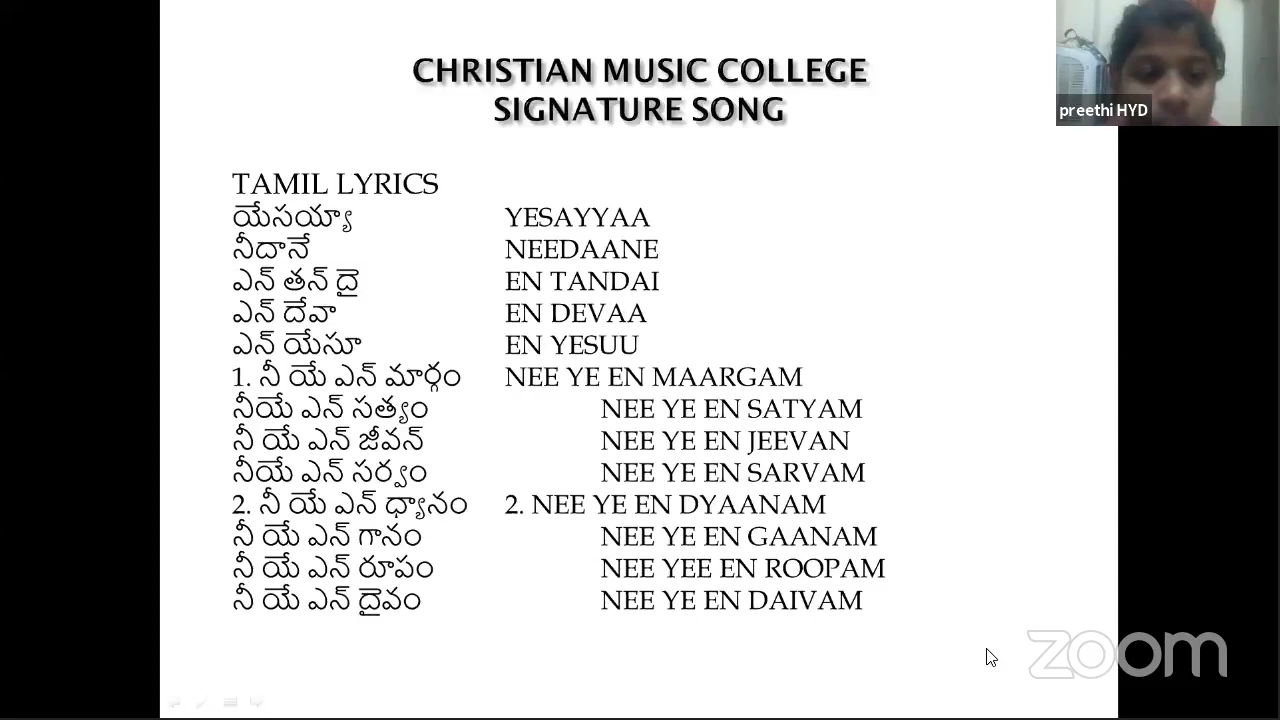 CHRISTIAN MUSIC COLLEGE
SIGNATURE SONG
preethi HYD
TAMIL LYRICS
యేసయ్యా YESAYYAA
నీదానే NEEDAANE
ఎన్ తన్ దై EN TANDAI
ఎన్ దేవా EN DEVAA
ఎన్ యేసూ EN YESUU
1. నీ యే ఎన్ మార్గం NEE YE EN MAARGAM
నీయే ఎన్ సత్యం NEE YE EN SATYAM
నీ యే ఎన్ జీవన్ NEE YE EN JEEVAN
నీయే ఎన్ సర్వం NEE YE EN SARVAM
2. నీ యే ఎన్ ధ్యానం 2. NEE YE EN DYAANAM
నీ యే ఎన్ గానం NEE YE EN GAANAM
నీ యే ఎన్ రూపం NEE YEE EN ROOPAM
నీ యే ఎన్ దైవం NEE YE EN DAIVAM
zoom